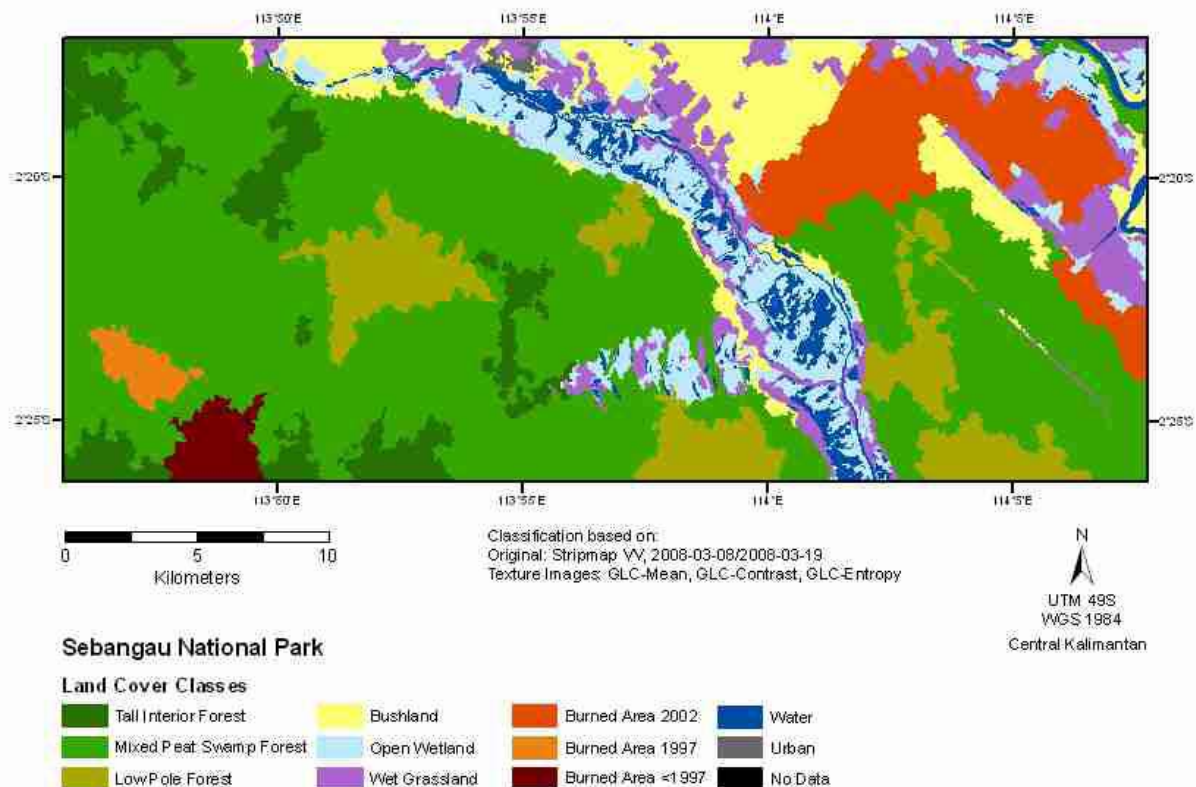 113°50'E 113°55'E 114°E 114°5'E
2°20'S 2°20'S
2°25'S 2°25'S
113°50'E 113°55'E 114°E 114°5'E
0 5 10
Kilometers
Classification based on:
Original: Stripmap VV, 2008-03-08/2008-03-19
Texture Images: GLC-Mean, GLC-Contrast, GLC-Entropy
N
UTM 49S
WGS 1984
Central Kalimantan
Sebangau National Park
Land Cover Classes
Tall Interior Forest Bushland Burned Area 2002 Water
Mixed Peat Swamp Forest Open Wetland Burned Area 1997 Urban
Low Pole Forest Wet Grassland Burned Area <1997 No Data